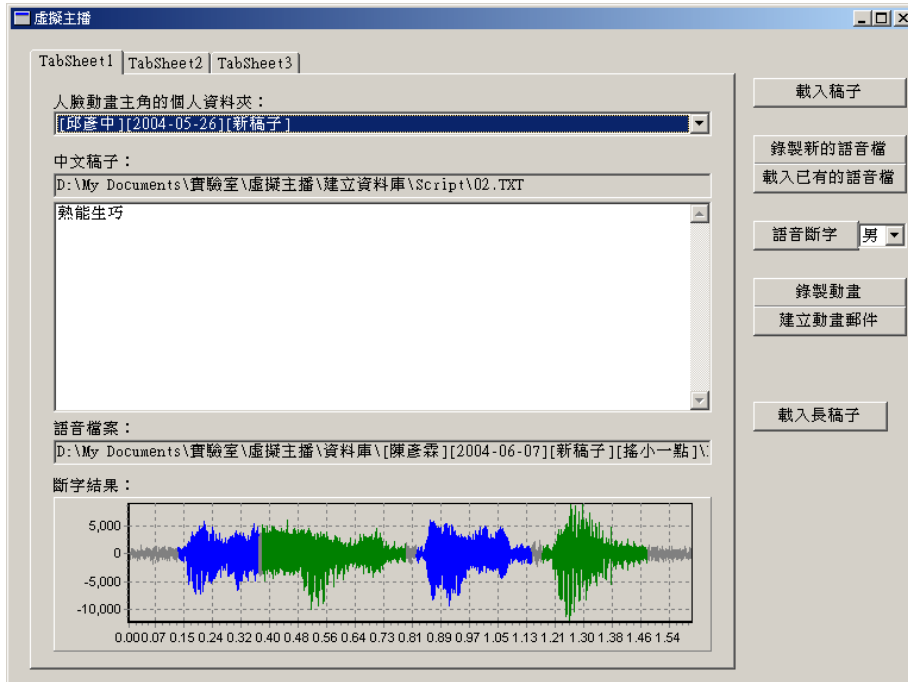 虛擬主播
TabSheet1 TabSheet2 TabSheet3
人臉動畫主角的個人資料夾：
[邱彥中][2004-05-26][新稿子]
中文稿子：
D:\My Documents\實驗室\虛擬主播\建立資料庫\Script\02.TXT
熟能生巧
語音檔案：
D:\My Documents\實驗室\虛擬主播\資料庫\[陳彥霖][2004-06-07][新稿子][搖小一點]\
斷字結果：
5,000
0
-5,000
-10,000
0.00 0.07 0.15 0.24 0.32 0.40 0.48 0.56 0.64 0.73 0.81 0.89 0.97 1.05 1.13 1.21 1.30 1.38 1.46 1.54
載入稿子
錄製新的語音檔
載入已有的語音檔
語音斷字 男
錄製動畫
建立動畫郵件
載入長稿子